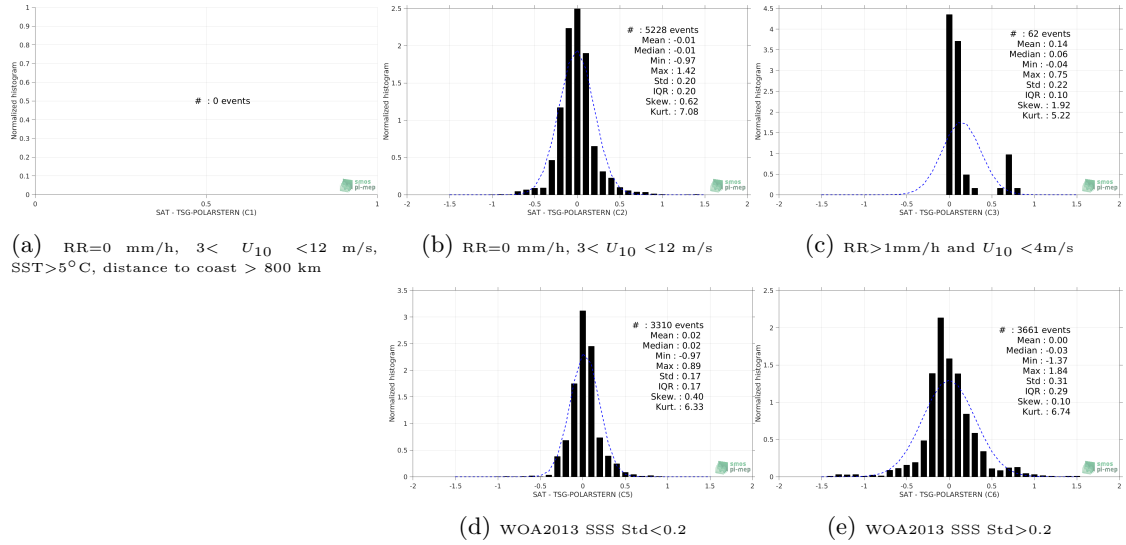 1
0.9
0.8
0.7
0.6
0.5
0.4
0.3
0.2
0.1
0
Normalized histogram
# : 0 events
0
0.5
1
SAT - TSG-POLARSTERN (C1)
smos
pi-mep
(a) RR=0 mm/h, 3< U10 <12 m/s,
SST>5°C, distance to coast > 800 km
2.5
2
1.5
1
0.5
0
Normalized histogram
# : 5228 events
Mean : -0.01
Median : -0.01
Min : -0.97
Max : 1.42
Std : 0.20
IQR : 0.20
Skew. : 0.62
Kurt. : 7.08
-2
-1.5
-1
-0.5
0
0.5
1
1.5
2
SAT - TSG-POLARSTERN (C2)
smos
pi-mep
(b) RR=0 mm/h, 3< U10 <12 m/s
4.5
4
3.5
3
2.5
2
1.5
1
0.5
0
Normalized histogram
# : 62 events
Mean : 0.14
Median : 0.06
Min : -0.04
Max : 0.75
Std : 0.22
IQR : 0.10
Skew. : 1.92
Kurt. : 5.22
-2
-1.5
-1
-0.5
0
0.5
1
1.5
2
SAT - TSG-POLARSTERN (C3)
smos
pi-mep
(c) RR>1mm/h and U10 <4m/s
3.5
3
2.5
2
1.5
1
0.5
0
Normalized histogram
# : 3310 events
Mean : 0.02
Median : 0.02
Min : -0.97
Max : 0.89
Std : 0.17
IQR : 0.17
Skew. : 0.40
Kurt. : 6.33
-2
-1.5
-1
-0.5
0
0.5
1
1.5
2
SAT - TSG-POLARSTERN (C5)
smos
pi-mep
(d) WOA2013 SSS Std<0.2
2.5
2
1.5
1
0.5
0
Normalized histogram
# : 3661 events
Mean : 0.00
Median : -0.03
Min : -1.37
Max : 1.84
Std : 0.31
IQR : 0.29
Skew. : 0.10
Kurt. : 6.74
-2
-1.5
-1
-0.5
0
0.5
1
1.5
2
SAT - TSG-POLARSTERN (C6)
smos
pi-mep
(e) WOA2013 SSS Std>0.2